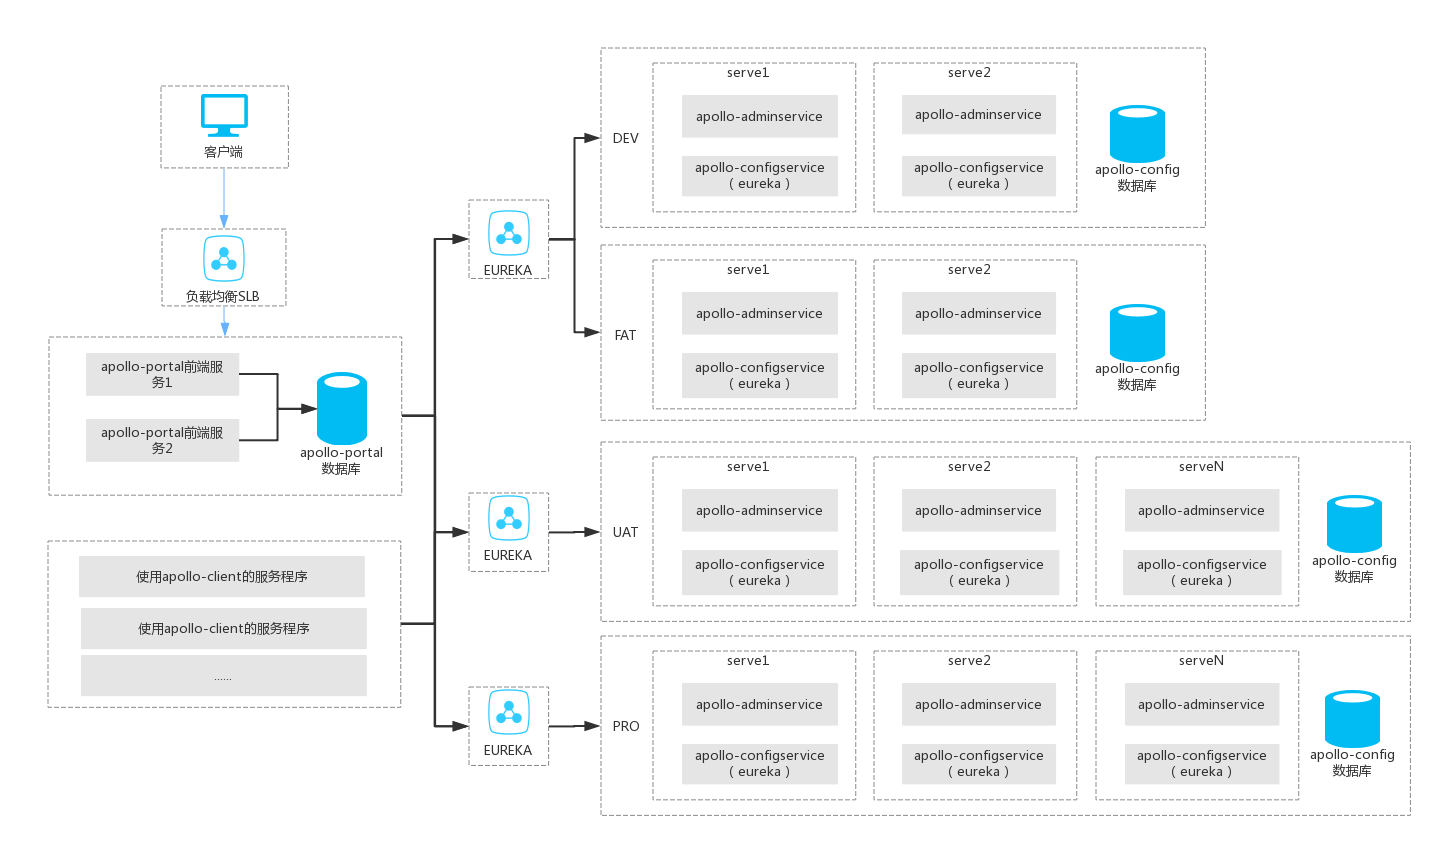 客户端
负载均衡SLB
apollo-portal前端服
务1
apollo-portal前端服
务2
apollo-portal
数据库
使用apollo-client的服务程序
使用apollo-client的服务程序
......
EUREKA
EUREKA
EUREKA
DEV
serve1
apollo-adminservice
apollo-configservice
( eureka )
serve2
apollo-adminservice
apollo-configservice
( eureka )
apollo-config
数据库
FAT
serve1
apollo-adminservice
apollo-configservice
( eureka )
serve2
apollo-adminservice
apollo-configservice
( eureka )
apollo-config
数据库
UAT
serve1
apollo-adminservice
apollo-configservice
( eureka )
serve2
apollo-adminservice
apollo-configservice
( eureka )
serveN
apollo-adminservice
apollo-configservice
( eureka )
apollo-config
数据库
PRO
serve1
apollo-adminservice
apollo-configservice
( eureka )
serve2
apollo-adminservice
apollo-configservice
( eureka )
serveN
apollo-adminservice
apollo-configservice
( eureka )
apollo-config
数据库